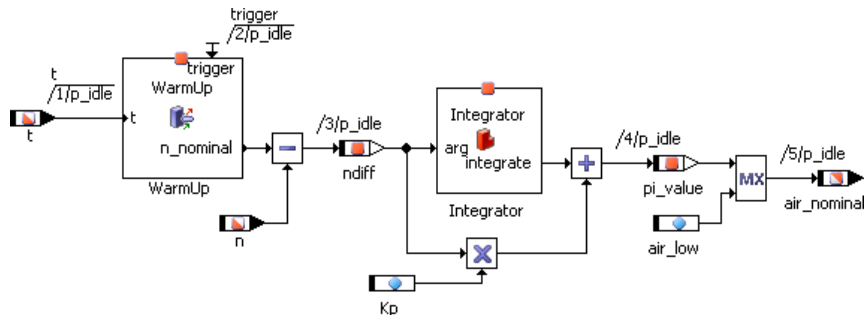 trigger
/2/p_idle
t
/1/p_idle
trigger
WarmUp
t
t
n_nominal
WarmUp
/3/p_idle
ndiff
n
Integrator
arg
integrate
Integrator
Kp
/4/p_idle
pi_value
MX
air_low
/5/p_idle
air_nominal